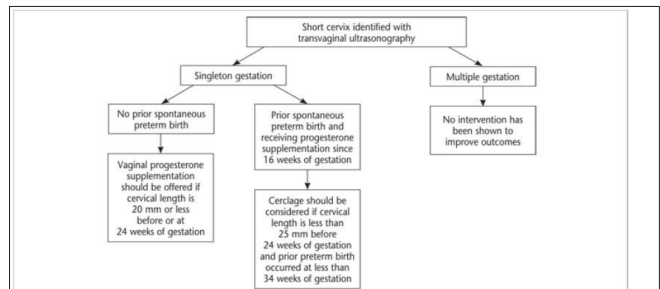 Short cervix identified with
transvaginal ultrasonography
Singleton gestation
Multiple gestation
No prior spontaneous
preterm birth
Prior spontaneous
preterm birth and
receiving progesterone
supplementation since
16 weeks of gestation
No intervention has
been shown to
improve outcomes
Vaginal progesterone
supplementation
should be offered if
cervical length is
20 mm or less
before or at
24 weeks of gestation
Cerclage should be
considered if cervical
length is less than
25 mm before
24 weeks of gestation
and prior preterm birth
occurred at less than
34 weeks of gestation